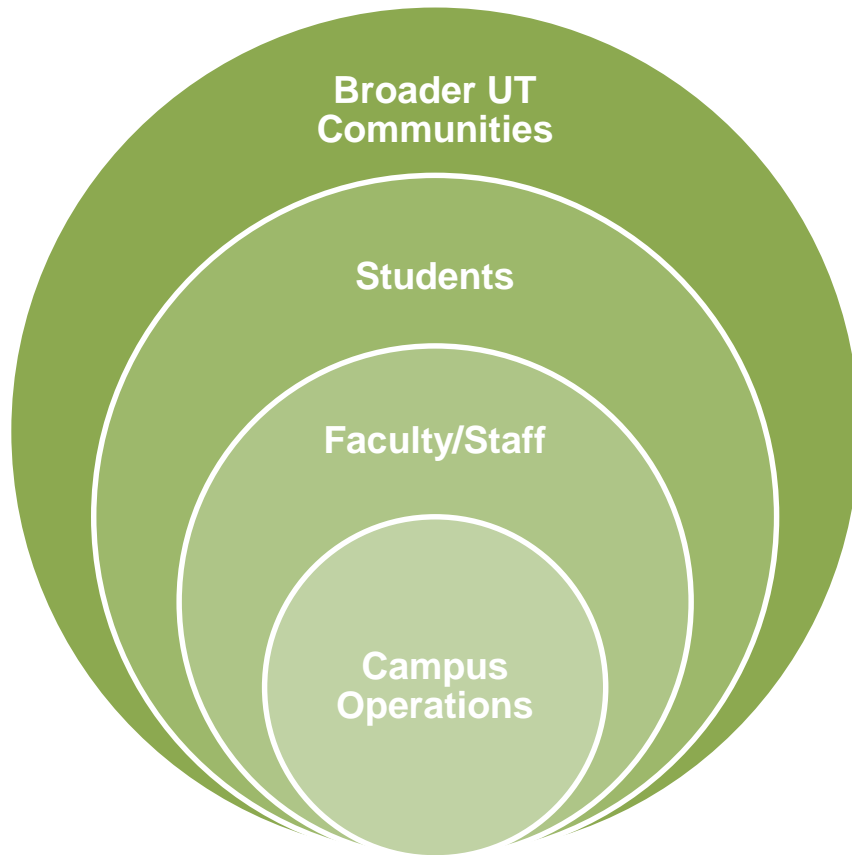 Broader UT
Communities
Students
Faculty/Staff
Campus
Operations